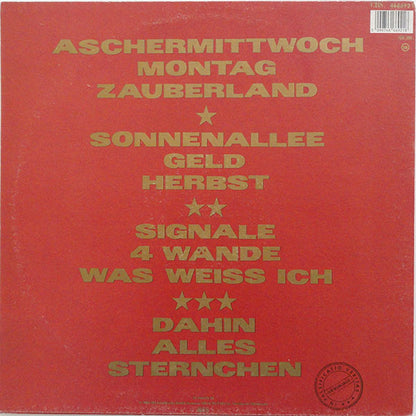 ASCHERMITTWOCH
MONTAG
ZAUBERLAND
SONNENALLEE
GELD
HERBST
SIGNALE
4 WANDE
WAS WEISS ICH
DAHIN
ALLES
STERNCHEN